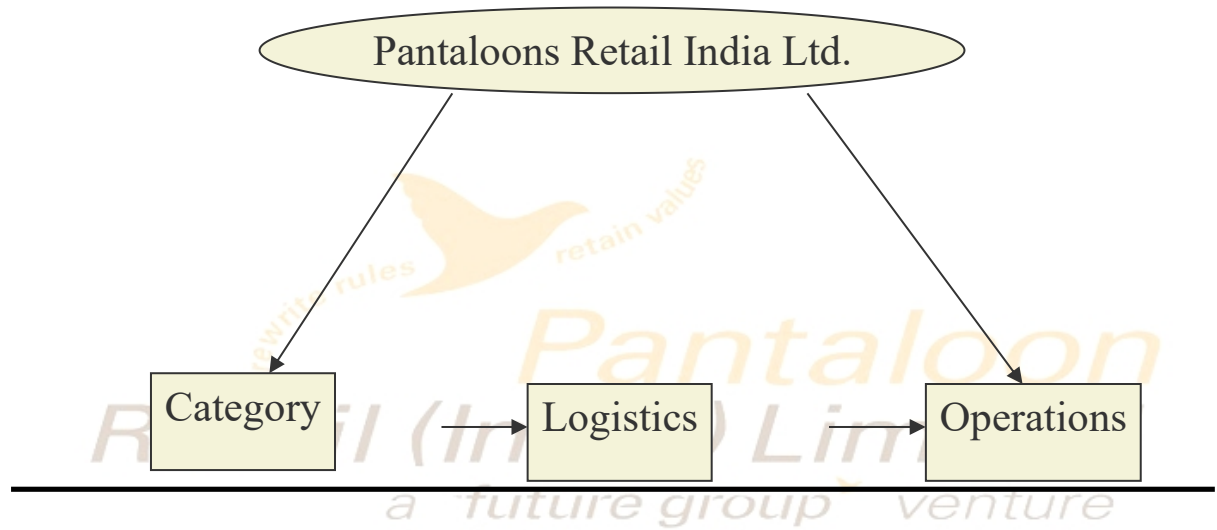 Pantaloons Retail India Ltd.
rewrite rules
retain values
Pantaloon
Category
Logistics
Operations
a future group venture